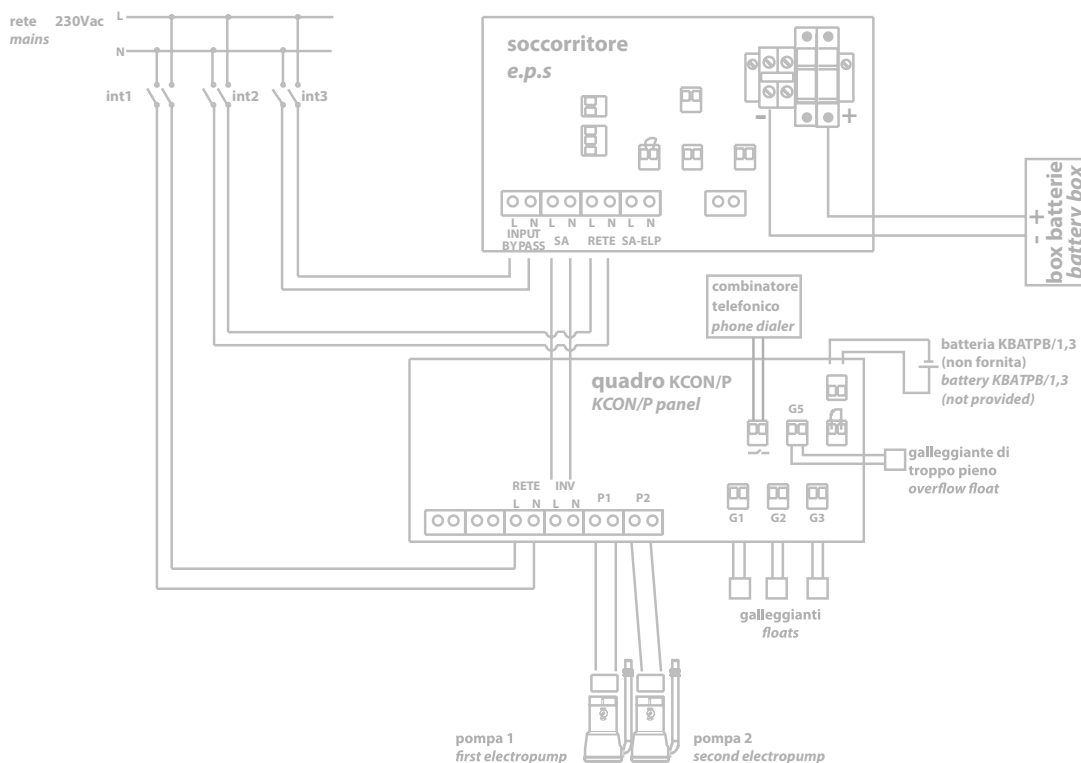 rete 230Vac L
mains
N
int1
int2
int3
soccorritore
e.p.s
-
+
L N L N L N L N
INPUT
BYPASS
SA
RETE
SA-ELP
+
-
box batterie
battery box
combinatore
telefonico
phone dialer
batteria KBATPB/1,3
(non fornita)
battery KBATPB/1,3
(not provided)
quadro KCON/P
KCON/P panel
G5
galleggiante di
troppo pieno
overflow float
RETE INV P1 P2
L N L N
G1 G2 G3
galleggianti
floats
pompa 1
first electropump
pompa 2
second electropump